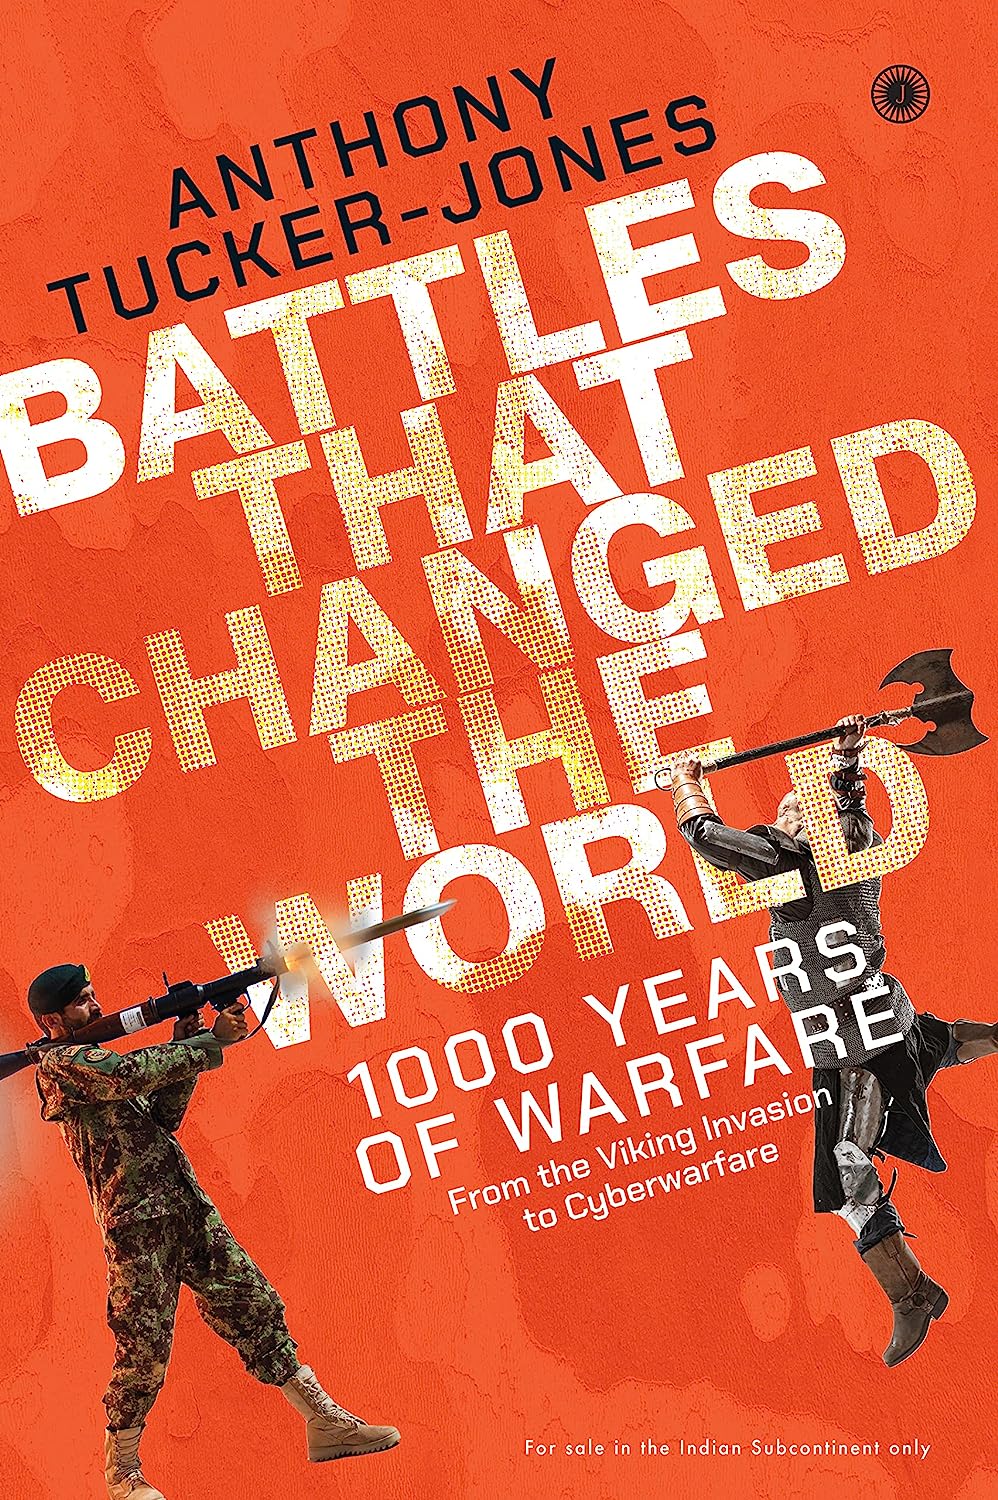 ANTHONY
TUCKER-JONES
BATTLES
THAT
CHANGED
THE
WORLD
1000 YEARS
OF WARFARE
From the Viking Invasion
to Cyberwarfare
J
For sale in the Indian Subcontinent only